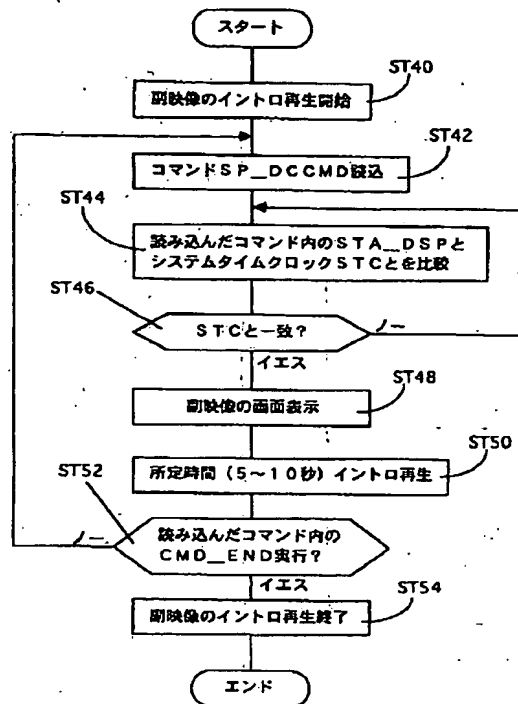 スタート
ST40
副映像のイントロ再生開始
ST42
コマンドSP__DCCMD読込
ST44
読み込んだコマンド内のSTA__DSPと
システムタイムクロックSTCとを比較
ST46
STCと一致?
ノー
イエス
ST48
副映像の画面表示
ST50
所定時間(5〜10秒)イントロ再生
ST52
読み込んだコマンド内の
CMD__END実行?
ノー
イエス
ST54
副映像のイントロ再生終了
エンド